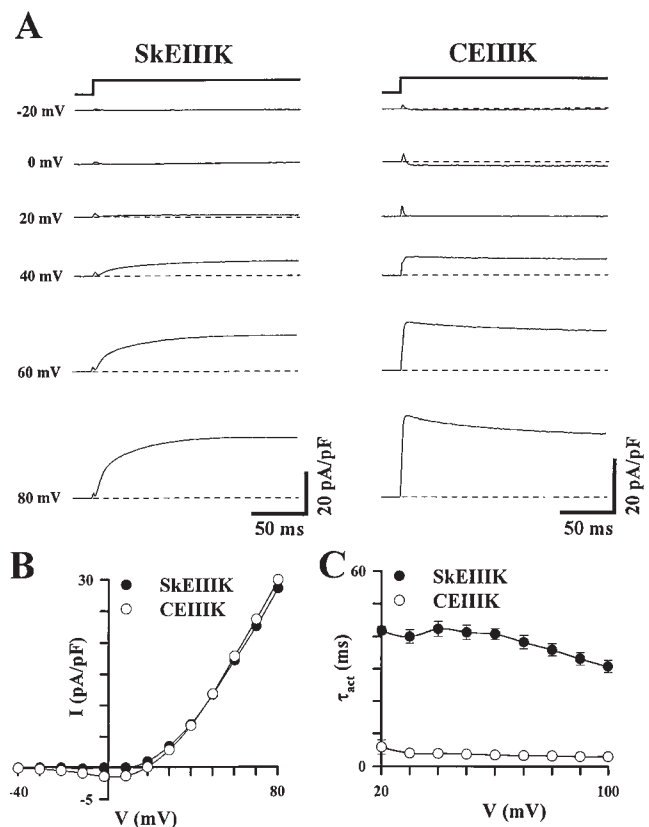 A
SkEIIIK
CEIIIK
-20 mV
0 mV
20 mV
40 mV
60 mV
80 mV
50 ms
20 pA/pF
50 ms
20 pA/pF
B
SkEIIIK
CEIIIK
30
I (pA/pF)
-5
-40
80
V (mV)
C
SkEIIIK
CEIIIK
60
τact (ms)
0
20
100
V (mV)